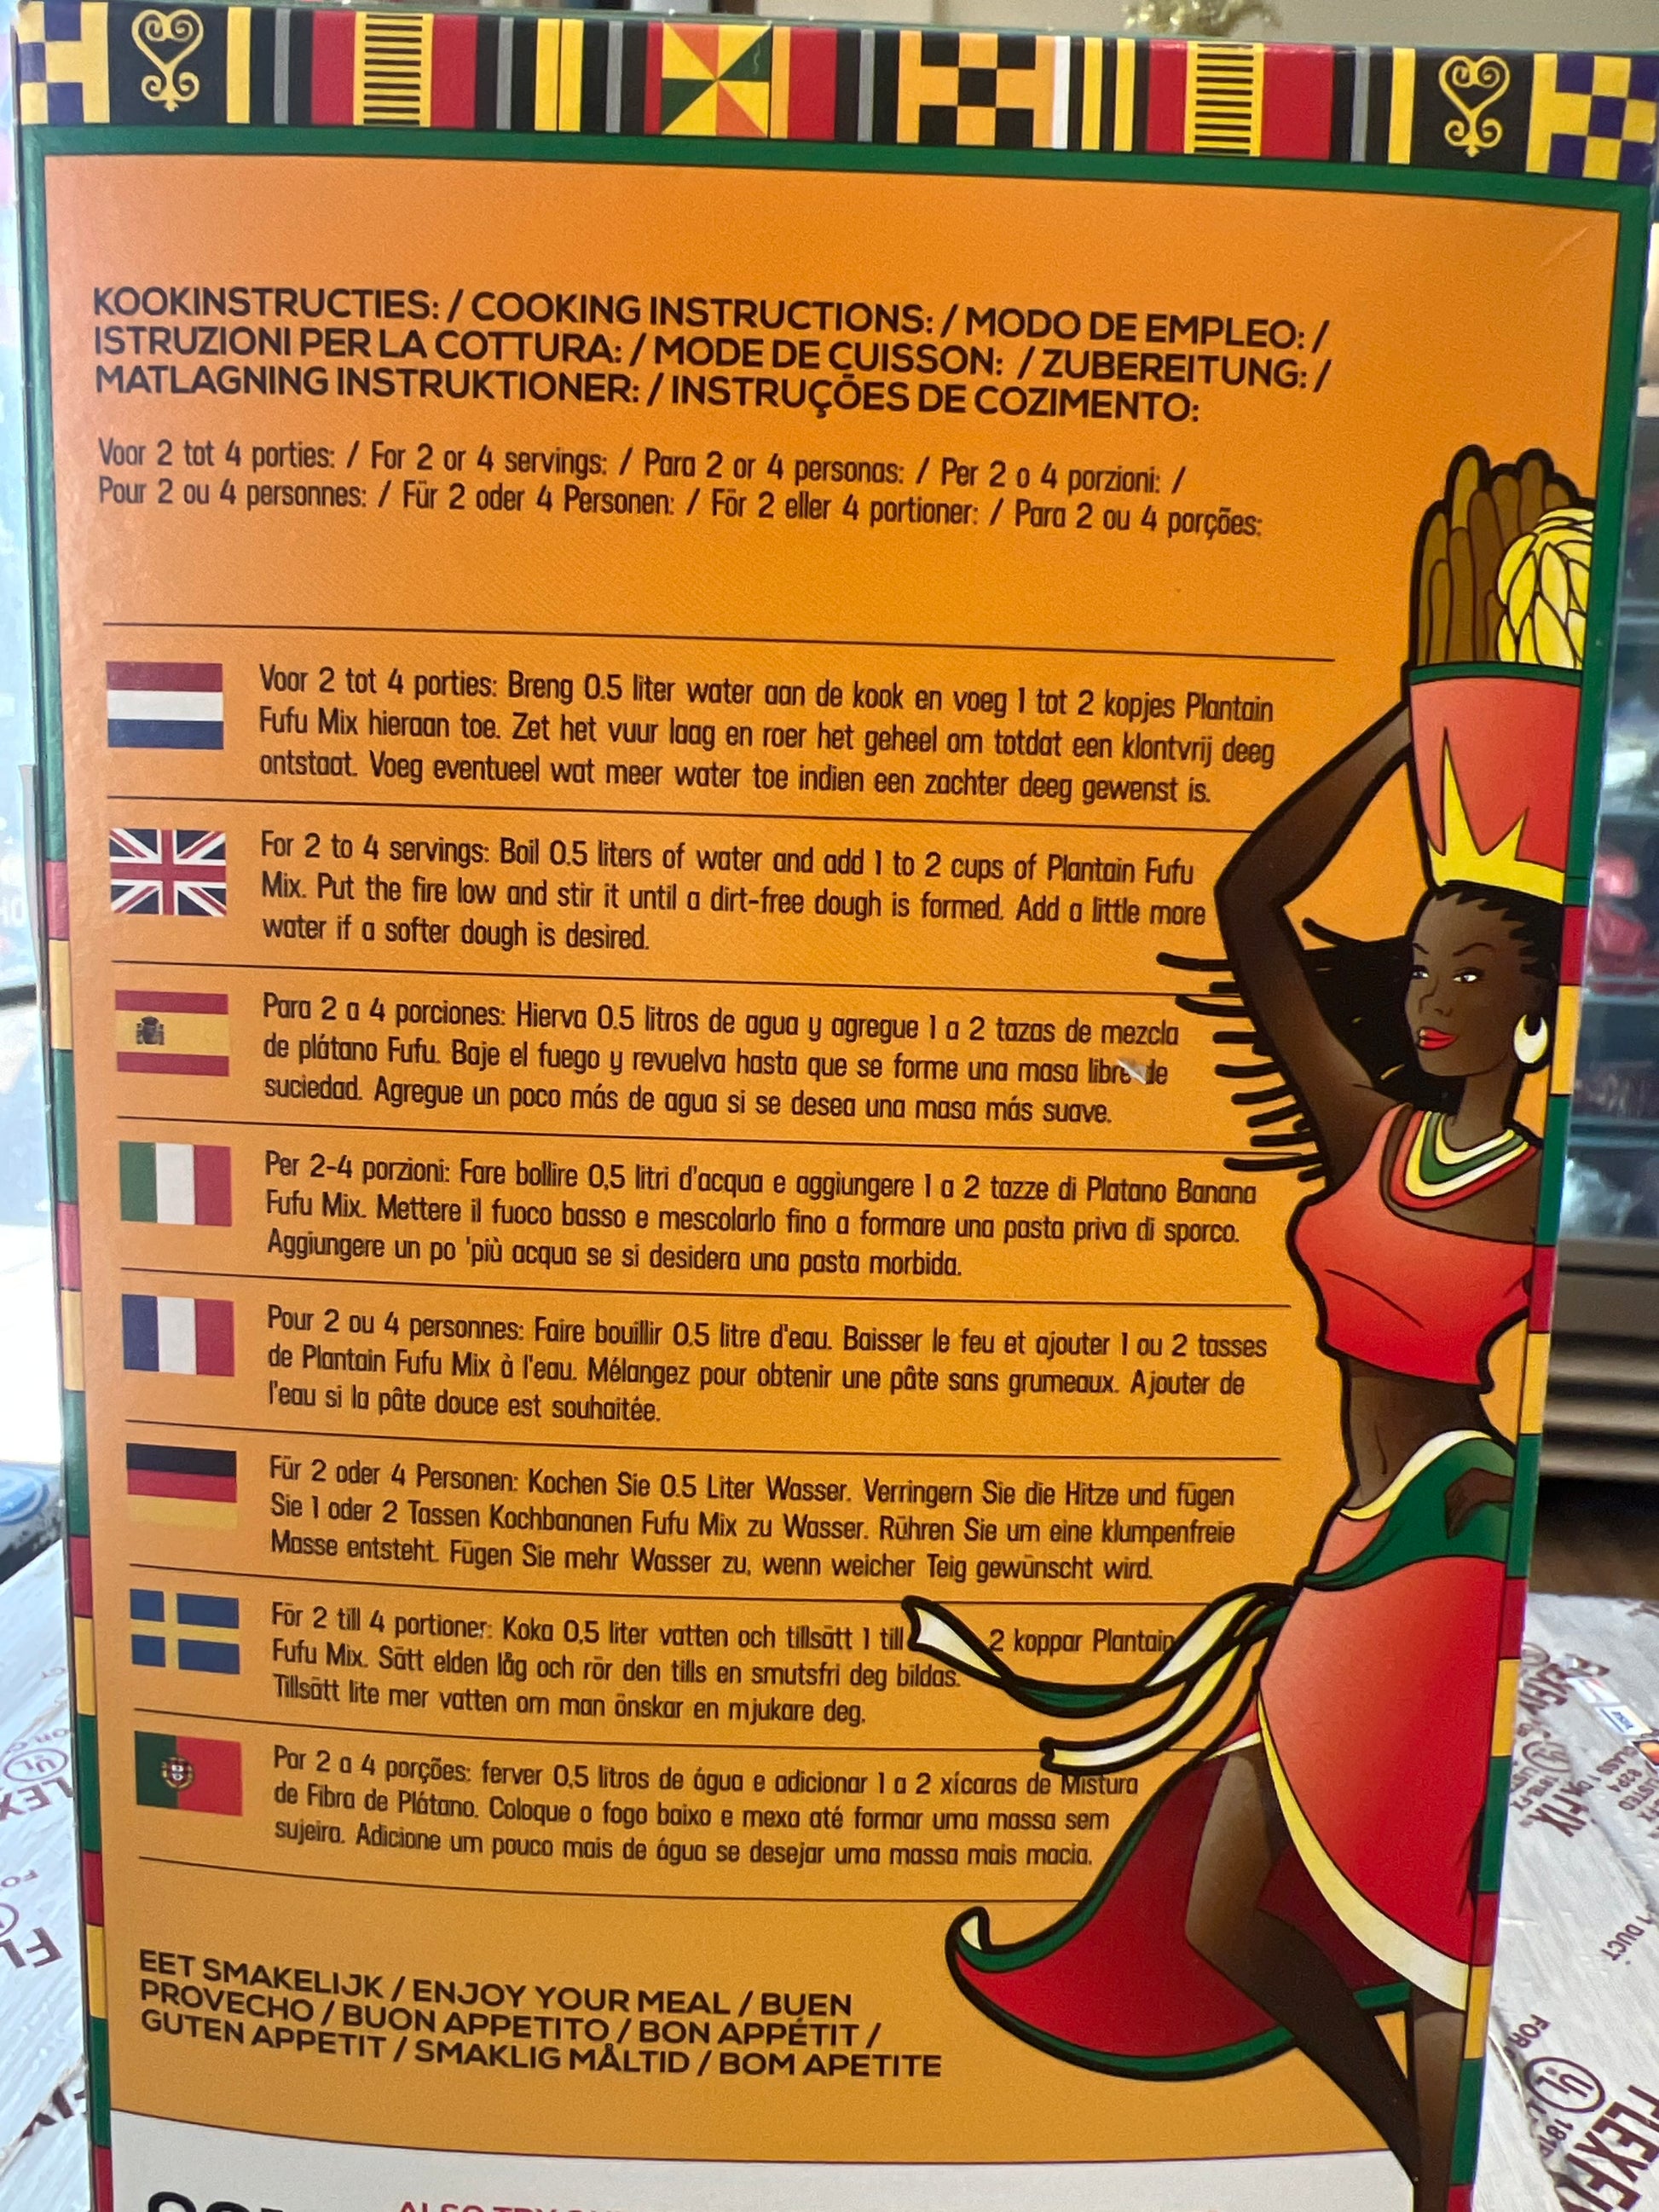 KOOKINSTRUCTIES: / COOKING INSTRUCTIONS: / MODO DE EMPLEO: /
ISTRUZIONI PER LA COTTURA: / MODE DE CUISSON: / ZUBEREITUNG: /
MATLAGNING INSTRUKTIONER: / INSTRUÇÕES DE COZIMENTO:
Voor 2 tot 4 porties: / For 2 or 4 servings: / Para 2 or 4 personas: / Per 2 o 4 porzioni: /
Pour 2 ou 4 personnes: / Für 2 oder 4 Personen: / För 2 eller 4 portioner: / Para 2 ou 4 porções:
Voor 2 tot 4 porties: Breng 0.5 liter water aan de kook en voeg 1 tot 2 kopjes Plantain
Fufu Mix hieraan toe. Zet het vuur laag en roer het geheel om totdat een klontvrij deeg
ontstaat. Voeg eventueel wat meer water toe indien een zachter deeg gewenst is.
For 2 to 4 servings: Boil 0.5 liters of water and add 1 to 2 cups of Plantain Fufu
Mix. Put the fire low and stir it until a dirt-free dough is formed. Add a little more
water if a softer dough is desired.
Para 2 a 4 porciones: Hierva 0.5 litros de agua y agregue 1 a 2 tazas de mezcla
de plátano Fufu. Baje el fuego y revuelva hasta que se forme una masa libre de
suciedad. Agregue un poco más de agua si se desea una masa más suave.
Per 2-4 porzioni: Fare bollire 0,5 litri d'acqua e aggiungere 1 a 2 tazze di Platano Banana
Fufu Mix. Mettere il fuoco basso e mescolarlo fino a formare una pasta priva di sporco.
Aggiungere un po 'più acqua se si desidera una pasta morbida.
Pour 2 ou 4 personnes: Faire bouillir 0.5 litre d'eau. Baisser le feu et ajouter 1 ou 2 tasses
de Plantain Fufu Mix à l'eau. Mélangez pour obtenir une pâte sans grumeaux. Ajouter de
l'eau si la pâte douce est souhaitée.
Für 2 oder 4 Personen: Kochen Sie 0.5 Liter Wasser. Verringern Sie die Hitze und fügen
Sie 1 oder 2 Tassen Kochbananen Fufu Mix zu Wasser. Rühren Sie um eine klumpenfreie
Masse entsteht. Fügen Sie mehr Wasser zu, wenn weicher Teig gewünscht wird.
För 2 till 4 portioner: Koka 0,5 liter vatten och tillsätt 1 till 2 koppar Plantain
Fufu Mix. Sätt elden låg och rör den tills en smutsfri deg bildas.
Tillsätt lite mer vatten om man önskar en mjukare deg.
Par 2 a 4 porções: ferver 0,5 litros de água e adicionar 1 a 2 xícaras de Mistura
de Fibra de Plátano. Coloque o fogo baixo e mexa até formar uma massa sem
sujeira. Adicione um pouco mais de água se desejar uma massa mais macia.
EET SMAKELIJK / ENJOY YOUR MEAL / BUEN
PROVECHO / BUON APPETITO / BON APPÉTIT /
GUTEN APPETIT / SMAKLIG MÅLTID / BOM APETITE